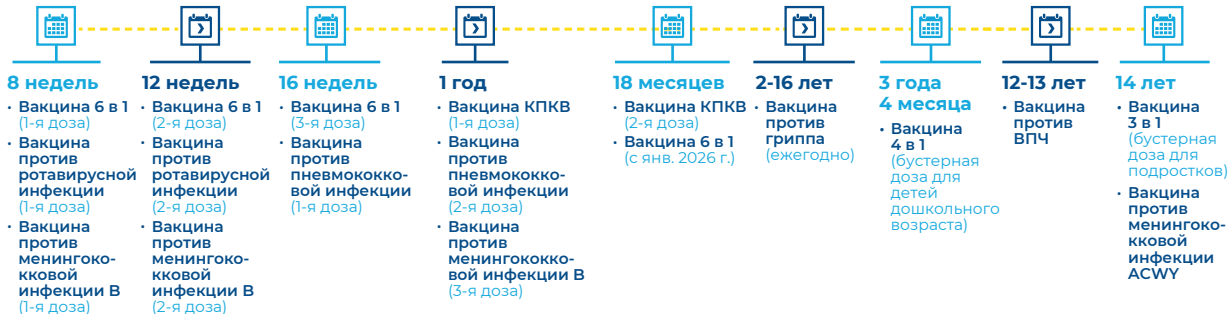 8 недель
• Вакцина 6 в 1
(1-я доза)
• Вакцина
против
ротавирусной
инфекции
(1-я доза)
• Вакцина
против
менингоко-
кковой
инфекции B
(1-я доза)
12 недель
• Вакцина 6 в 1
(2-я доза)
• Вакцина
против
ротавирусной
инфекции
(2-я доза)
• Вакцина
против
менингоко-
кковой
инфекции B
(2-я доза)
16 недель
• Вакцина 6 в 1
(3-я доза)
• Вакцина
против
пневмококко-
вой инфекции
(1-я доза)
1 год
• Вакцина КПКВ
(1-я доза)
• Вакцина
против
пневмококко-
вой инфекции
(2-я доза)
• Вакцина
против
менингококко-
вой инфекции B
(3-я доза)
18 месяцев
• Вакцина КПКВ
(2-я доза)
• Вакцина 6 в 1
(с янв. 2026 г.)
2-16 лет
• Вакцина
против
гриппа
(ежегодно)
3 года
4 месяца
• Вакцина
4 в 1
(бустерная
доза для
детей
дошкольного
возраста)
12-13 лет
• Вакцина
против
ВПЧ
14 лет
• Вакцина
3 в 1
(бустерная
доза для
подростков)
• Вакцина
против
менингоко-
кковой
инфекции
ACWY